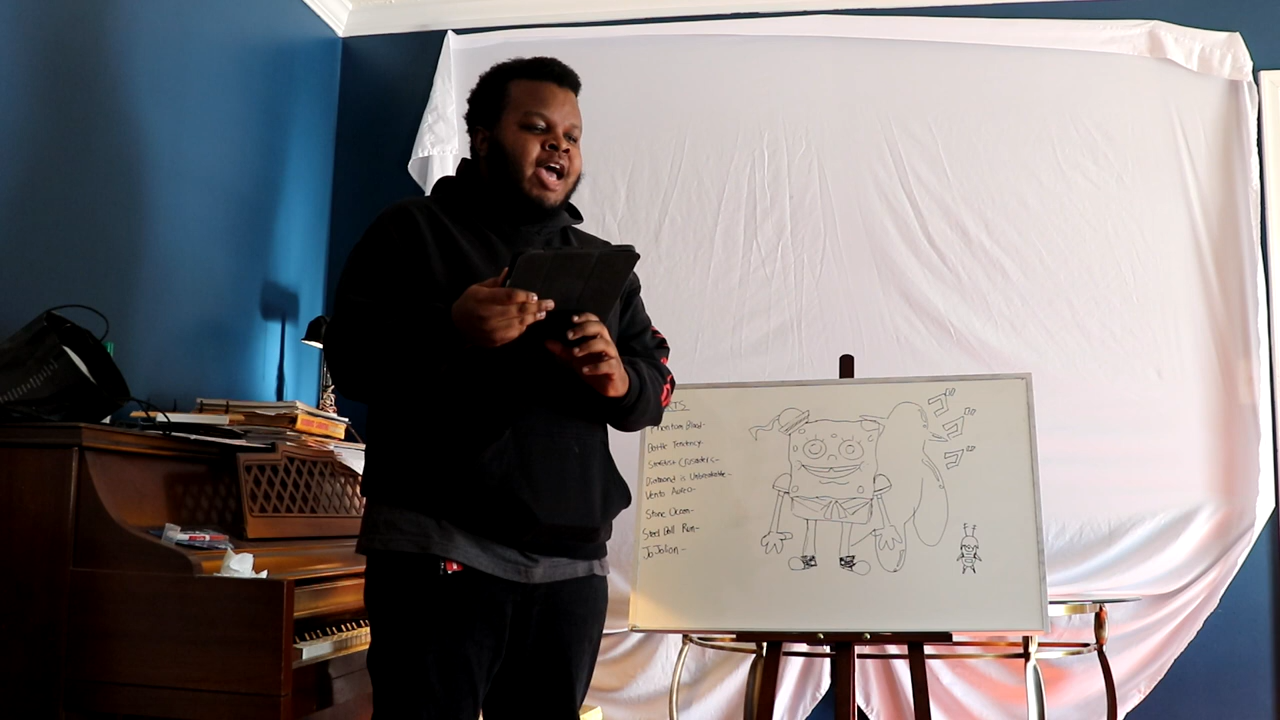 Phantom Blood-
Battle Tendency-
Stardust Crusaders-
Diamond is Unbreakable-
Vento Aureo-
Stone Ocean-
Steel Ball Run-
JoJolion-
ゴ"
ゴ"
ゴ"